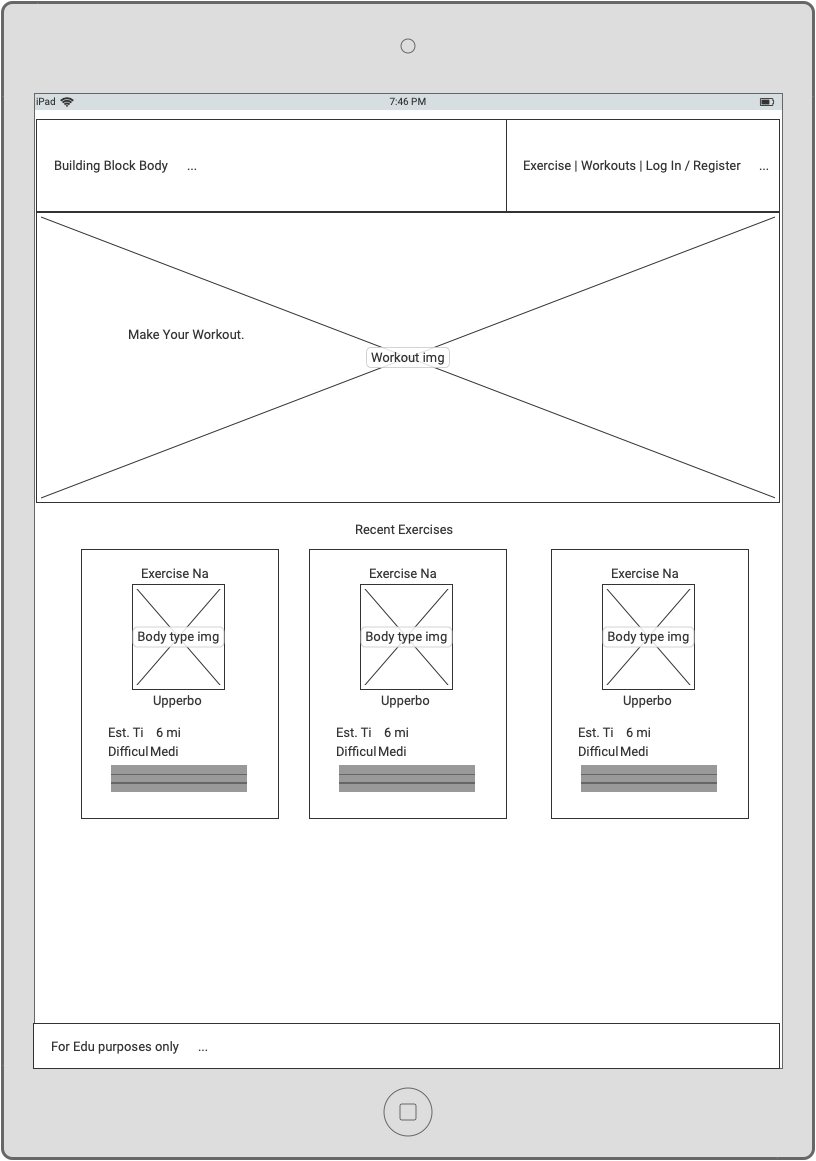 iPad 7:46 PM
Building Block Body ... Exercise | Workouts | Log In / Register ...
Make Your Workout.
Workout img
Recent Exercises
Exercise Na Exercise Na Exercise Na
Body type img Body type img Body type img
Upperbo Upperbo Upperbo
Est. Ti 6 mi Est. Ti 6 mi Est. Ti 6 mi
Difficul Medi Difficul Medi Difficul Medi
For Edu purposes only ...